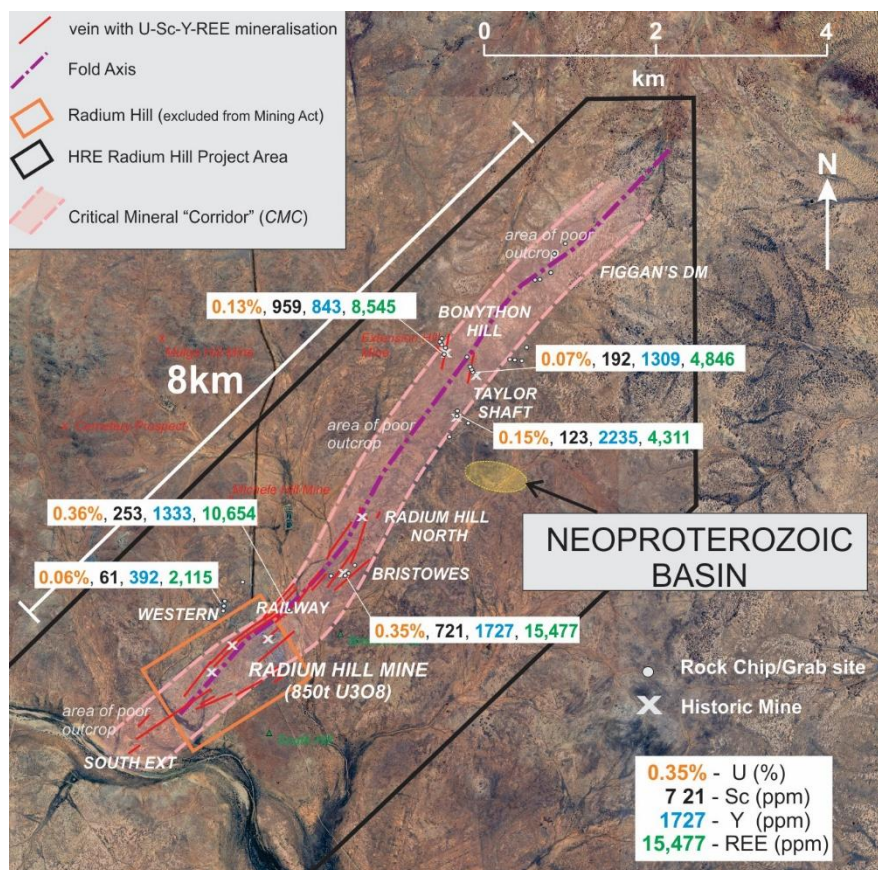 vein with U-Sc-Y-REE mineralisation
Fold Axis
Radium Hill (excluded from Mining Act)
HRE Radium Hill Project Area
Critical Mineral “Corridor” (CMC)
0 2 4
km
N
area of poor
outcrop
FIGGAN'S DM
BONYTHON
HILL
0.13%, 959, 843, 8,545
8km
0.07%, 192, 1309, 4,846
TAYLOR
SHAFT
area of poor
outcrop
0.15%, 123, 2235, 4,311
0.36%, 253, 1333, 10,654
RADIUM HILL
NORTH
NEOPROTEROZOIC
BASIN
0.06%, 61, 392, 2,115
BRISTOWES
WESTERN
RAILWAY
0.35%, 721, 1727, 15,477
RADIUM HILL MINE
(850t U3O8)
area of poor
outcrop
SOUTH EXT
Rock Chip/Grab site
Historic Mine
0.35% - U (%)
7 21 - Sc (ppm)
1727 - Y (ppm)
15,477 - REE (ppm)